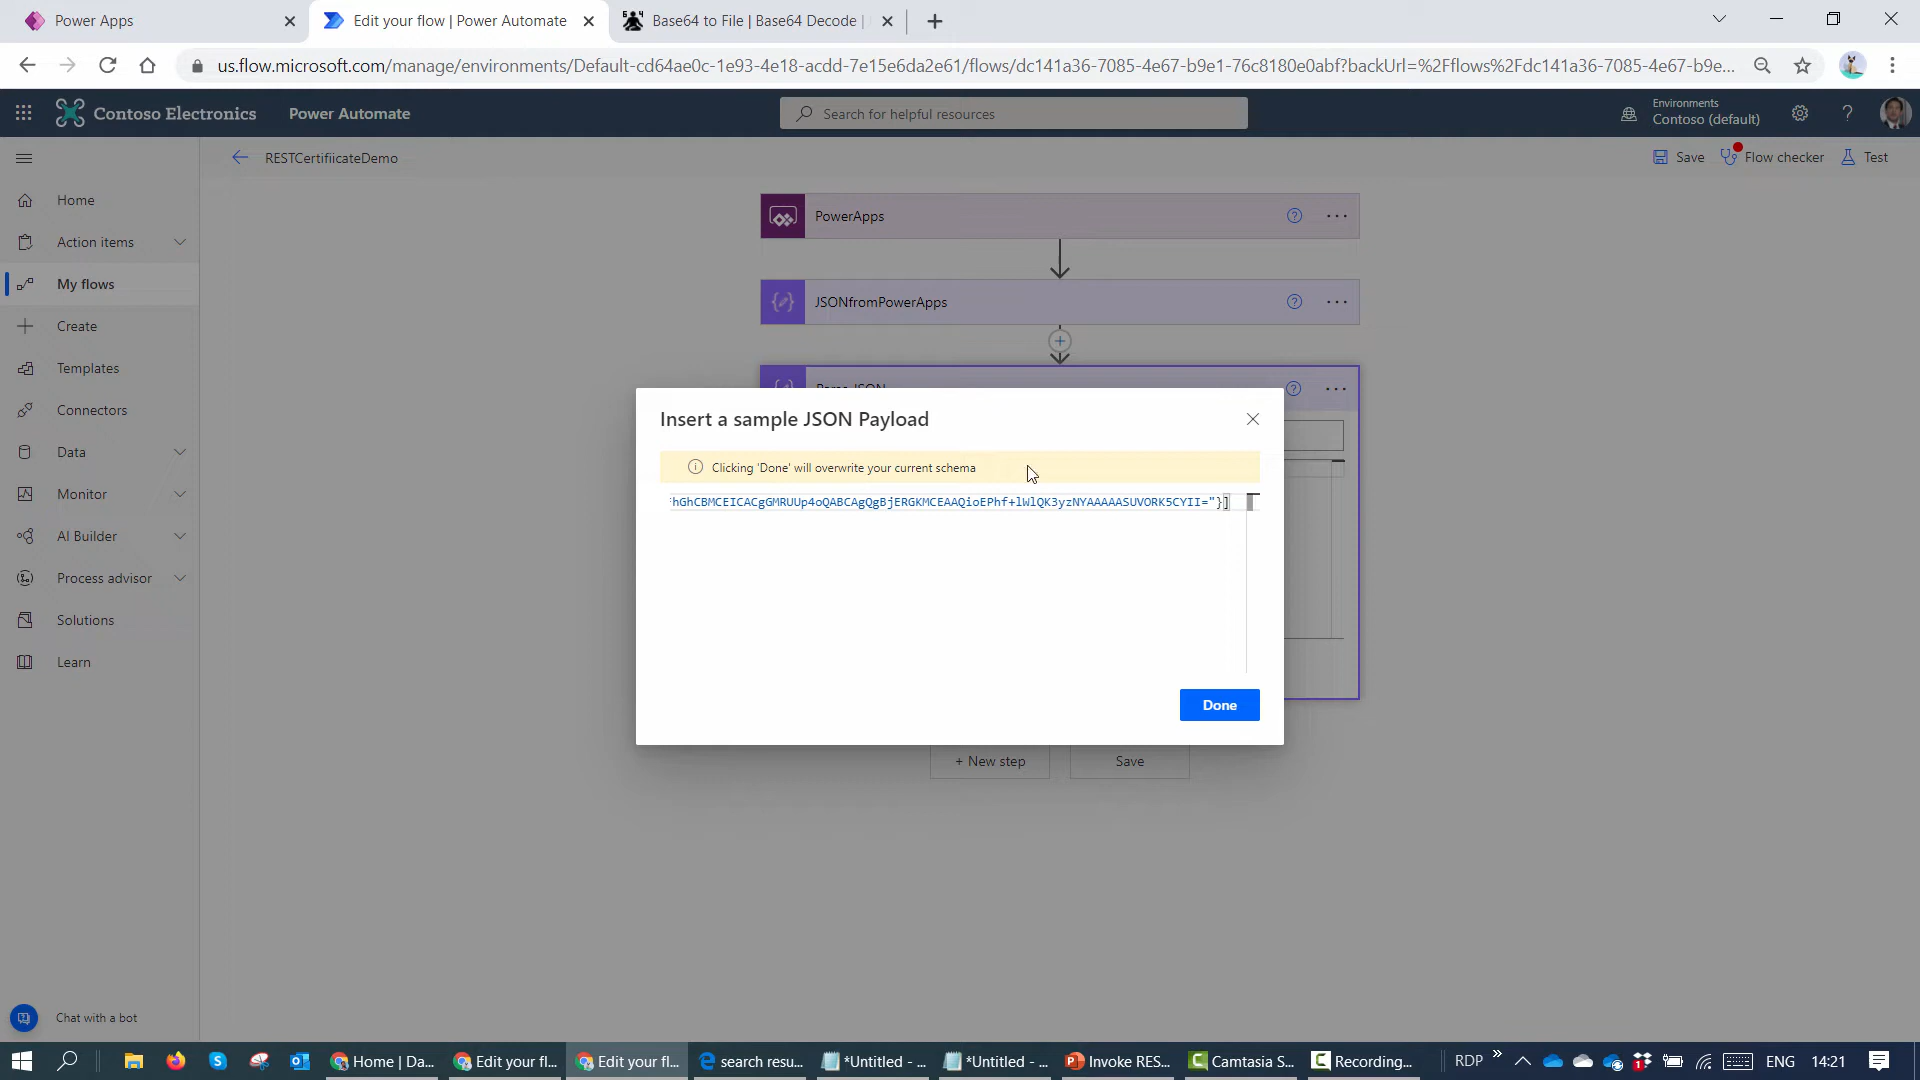 Power Apps
Edit your flow | Power Automate
Base64 to File | Base64 Decode |
us.flow.microsoft.com/manage/environments/Default-cd64ae0c-1e93-4e18-acdd-7e15e6da2e61/flows/dc141a36-7085-4e67-b9e1-76c8180e0abf?backUrl=%2Fflows%2Fdc141a36-7085-4e67-b9e...
Contoso Electronics
Power Automate
Search for helpful resources
Environments
Contoso (default)
RESTCertifiicateDemo
Save
Flow checker
Test
Home
Action items
My flows
Create
Templates
Connectors
Data
Monitor
AI Builder
Process advisor
Solutions
Learn
Chat with a bot
PowerApps
JSONfromPowerApps
Parse JSON
Insert a sample JSON Payload
Clicking 'Done' will overwrite your current schema
hGhCBMCEICACgGMRUUp4oQABCAgQgBjERGKMCEAAQioEPhf+lWlQK3yzNYAAAAASUVORK5CYII="}]
Done
+ New step
Save
Home | Da...
Edit your fl...
Edit your fl...
search resu...
*Untitled - ...
*Untitled - ...
Invoke RES...
Camtasia S...
Recording...
RDP
ENG
14:21